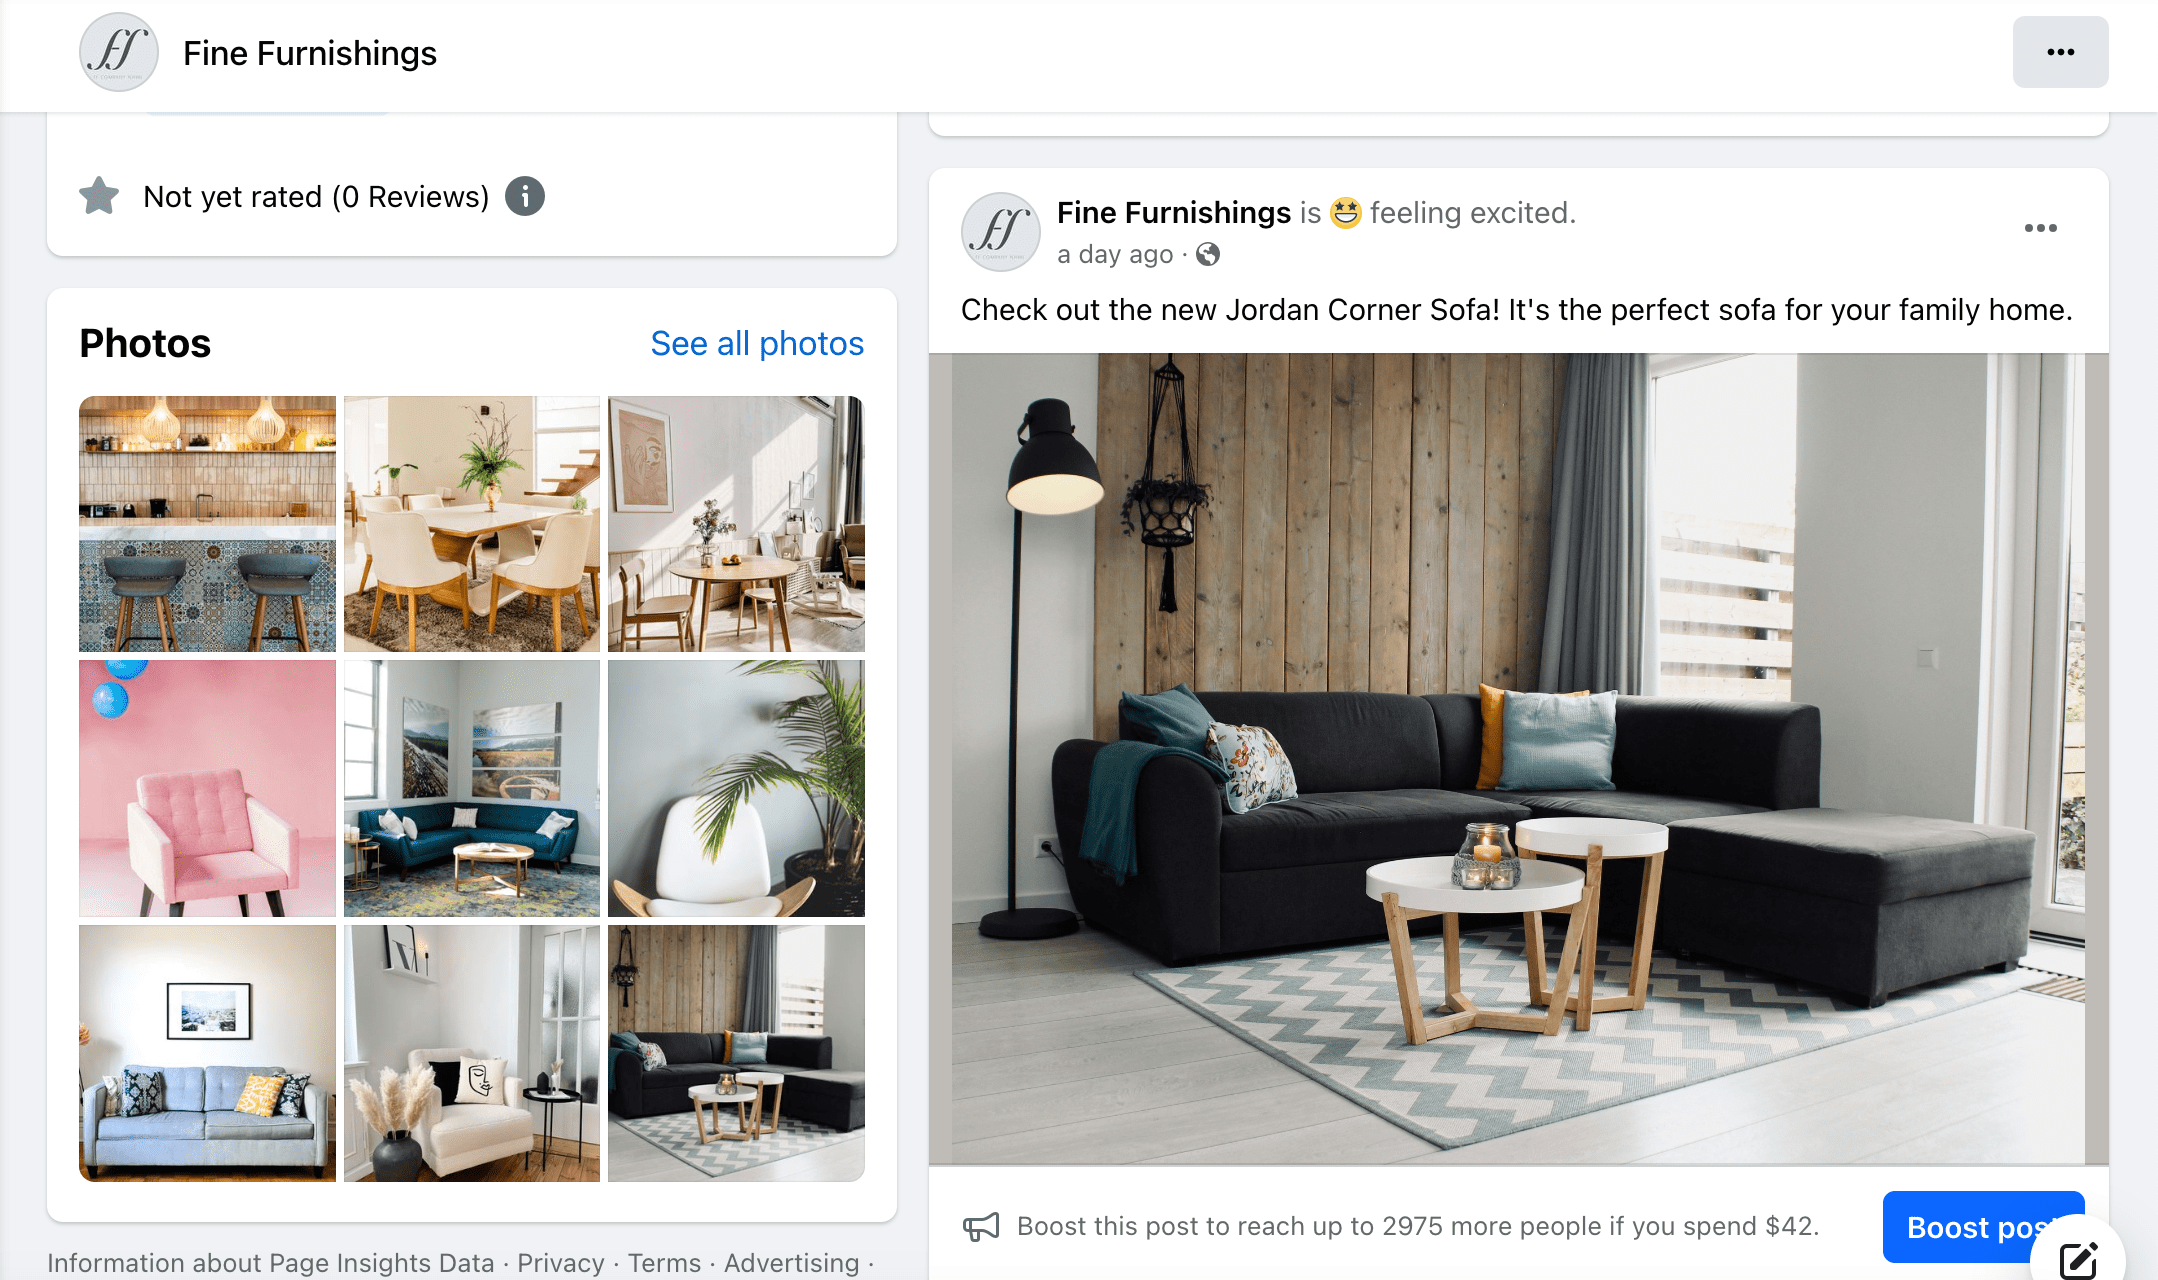 Fine Furnishings
Not yet rated (0 Reviews)
Photos
See all photos
Information about Page Insights Data · Privacy · Terms · Advertising ·
Fine Furnishings is 🤩 feeling excited.
a day ago ·
Check out the new Jordan Corner Sofa! It's the perfect sofa for your family home.
Boost this post to reach up to 2975 more people if you spend $42.
Boost post